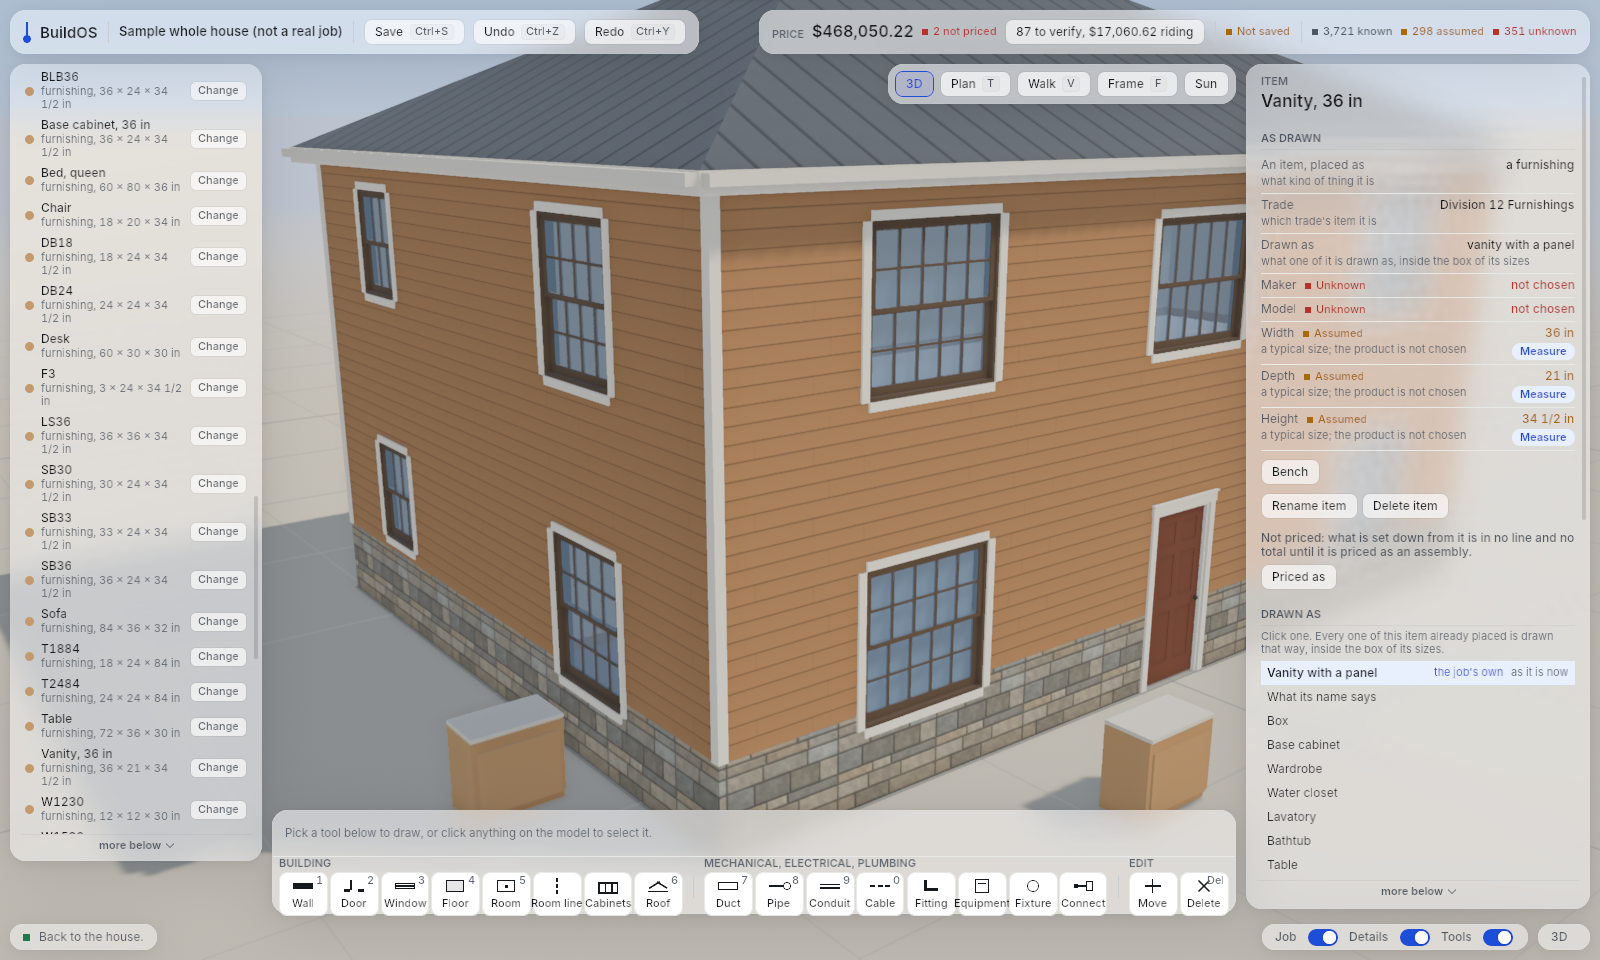 BuildOS
Sample whole house (not a real job)
Save Ctrl+S
Undo Ctrl+Z
Redo Ctrl+Y
PRICE $468,050.22
2 not priced
87 to verify, $17,060.62 riding
Not saved
3,721 known
298 assumed
351 unknown
3D
Plan T
Walk V
Frame F
Sun
BLB36
furnishing, 36 × 24 × 34
1/2 in
Change
Base cabinet, 36 in
furnishing, 36 × 24 × 34
1/2 in
Change
Bed, queen
furnishing, 60 × 80 × 36 in
Change
Chair
furnishing, 18 × 20 × 34 in
Change
DB18
furnishing, 18 × 24 × 34
1/2 in
Change
DB24
furnishing, 24 × 24 × 34
1/2 in
Change
Desk
furnishing, 60 × 30 × 30 in
Change
F3
furnishing, 3 × 24 × 34 1/2
in
Change
LS36
furnishing, 36 × 36 × 34
1/2 in
Change
SB30
furnishing, 30 × 24 × 34
1/2 in
Change
SB33
furnishing, 33 × 24 × 34
1/2 in
Change
SB36
furnishing, 36 × 24 × 34
1/2 in
Change
Sofa
furnishing, 84 × 36 × 32 in
Change
T1884
furnishing, 18 × 24 × 84 in
Change
T2484
furnishing, 24 × 24 × 84 in
Change
Table
furnishing, 72 × 36 × 30 in
Change
Vanity, 36 in
furnishing, 36 × 21 × 34
1/2 in
Change
W1230
furnishing, 12 × 12 × 30 in
Change
more below
Back to the house.
Pick a tool below to draw, or click anything on the model to select it.
BUILDING
Wall 1
Door 2
Window 3
Floor 4
Room 5
Room line
Cabinets
Roof 6
MECHANICAL, ELECTRICAL, PLUMBING
Duct 7
Pipe 8
Conduit 9
Cable 0
Fitting
Equipment
Fixture
Connect
EDIT
Move
Delete Del
ITEM
Vanity, 36 in
AS DRAWN
An item, placed as a furnishing
what kind of thing it is
Trade Division 12 Furnishings
which trade's item it is
Drawn as vanity with a panel
what one of it is drawn as, inside the box of its sizes
Maker Unknown not chosen
Model Unknown not chosen
Width Assumed 36 in
a typical size; the product is not chosen Measure
Depth Assumed 21 in
a typical size; the product is not chosen Measure
Height Assumed 34 1/2 in
a typical size; the product is not chosen Measure
Bench
Rename item Delete item
Not priced: what is set down from it is in no line and no
total until it is priced as an assembly.
Priced as
DRAWN AS
Click one. Every one of this item already placed is drawn
that way, inside the box of its sizes.
Vanity with a panel the job's own as it is now
What its name says
Box
Base cabinet
Wardrobe
Water closet
Lavatory
Bathtub
Table
more below
Job Details Tools 3D